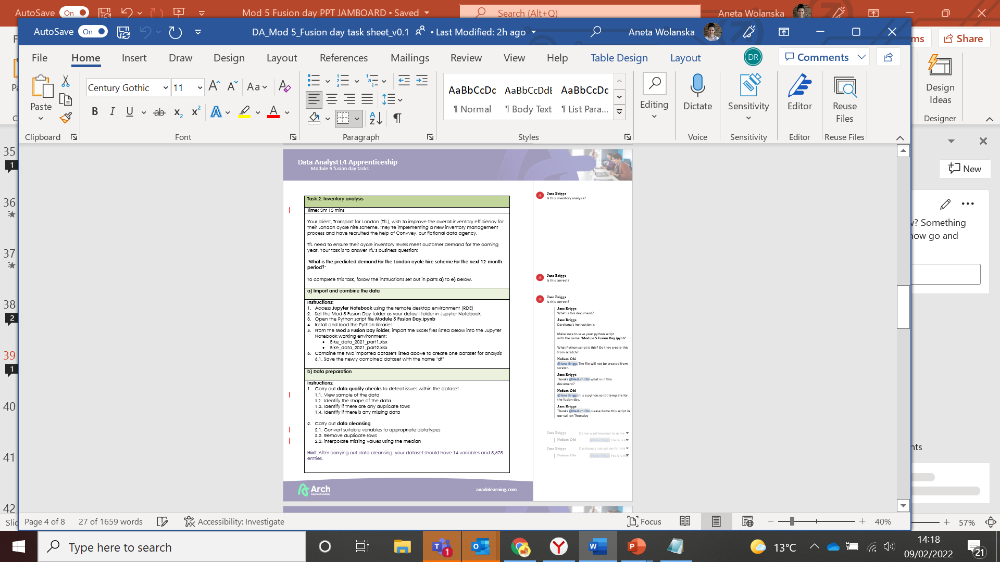 AutoSave On Mod 5 Fusion day PPT JAMBOARD • Saved Search (Alt+Q) Aneta Wolanska
AutoSave On DA_Mod 5_Fusion day task sheet_v0.1 • Last Modified: 2h ago Aneta Wolanska
File Home Insert Draw Design Layout References Mailings Review View Help Table Design Layout DR Comments
ms Share
Paste
Clipboard
Century Gothic 11
Font
Paragraph
AaBbCcDc AaBbCcDdE AaBbCcDc
¶ Normal ¶ Body Text ¶ List Para...
Styles
Editing
Dictate
Voice
Sensitivity
Sensitivity
Editor
Editor
Reuse Files
Reuse Files
Design Ideas
Designer
New
? Something
now go and
nts
35
1
36
37
38
2
39
1
40
41
42
Data Analyst L4 Apprenticeship
Module 5 fusion day tasks
Task 2: Inventory analysis
Time: 3hr 15 mins
Your client, Transport for London (TfL), wish to improve the overall inventory efficiency for
their London cycle hire scheme. They're implementing a new inventory management
process and have recruited the help of Convvey, our fictional data agency.
TfL need to ensure their cycle inventory levels meet customer demand for the coming
year. Your task is to answer TfL's business question:
'What is the predicted demand for the London cycle hire scheme for the next 12-month
period?'
To complete this task, follow the instructions set out in parts a) to e) below.
a) Import and combine the data
Instructions:
1. Access Jupyter Notebook using the remote desktop environment (RDE)
2. Set the Mod 5 Fusion Day folder as your default folder in Jupyter Notebook
3. Open the Python script file Module 5 Fusion Day.ipynb
4. Install and load the Python libraries
5. From the Mod 5 Fusion Day folder, import the Excel files listed below into the Jupyter
Notebook working environment:
• Bike_data_2021_part1.xlsx
• Bike_data_2021_part2.xlsx
6. Combine the two imported datasets listed above to create one dataset for analysis
6.1. Save the newly combined dataset with the name 'df'
b) Data preparation
Instructions:
1. Carry out data quality checks to detect issues within the dataset
1.1. View sample of the data
1.2. Identify the shape of the data
1.3. Identify if there are any duplicate rows
1.4. Identify if there is any missing data
2. Carry out data cleansing
2.1. Convert suitable variables to appropriate datatypes
2.2. Remove duplicate rows
2.3. interpolate missing values using the median
Hint: After carrying out data cleansing, your dataset should have 14 variables and 8,675
entries.
Arch
Apprenticeships
avadolearning.com
Jane Briggs
Is this inventory analysis?
Jane Briggs
Is this correct?
Jane Briggs
Is this correct?
Jane Briggs
What is this document?
Jane Briggs
Darshana's instruction is -
Make sure to save your python script
with the name "Module 5 Fusion Day.ipynb"
What Python script is this? Do they create this
from scratch?
Nedum Obi
@Jane Briggs The file will not be created from
scratch.
Jane Briggs
Thanks @Nedum Obi what is in this
document?
Nedum Obi
@Jane Briggs It is a python script template for
the fusion day.
Jane Briggs
Thanks @Nedum Obi please demo this script in
our call on Thursday
Jane Briggs Do we want learners to name
Nedum Obi @Jane Briggs There is a
Jane Briggs Darshana's instruction for this
Nedum Obi @Jane Briggs Yes it is th
Slid
Page 4 of 8 27 of 1659 words Accessibility: Investigate Focus 40%
57%
Type here to search
1
13°C
14:18
09/02/2022
21